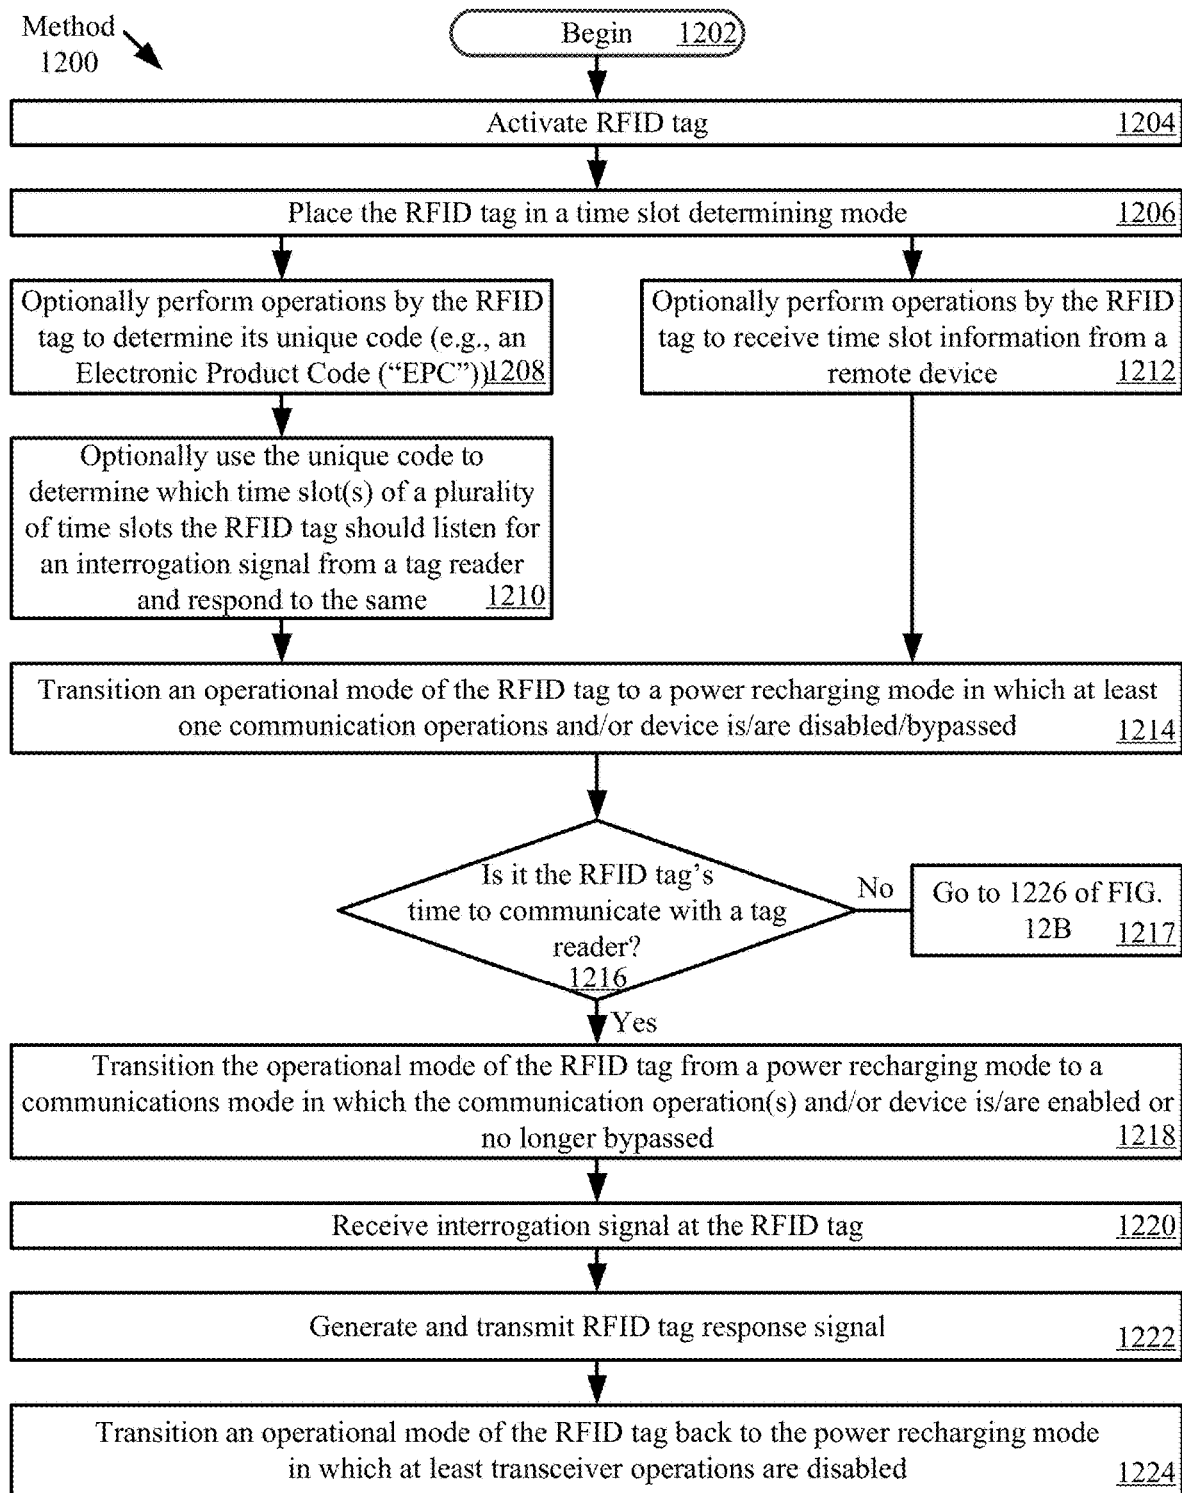 Method
1200
Begin 1202
Activate RFID tag 1204
Place the RFID tag in a time slot determining mode 1206
Optionally perform operations by the RFID
tag to determine its unique code (e.g., an
Electronic Product Code (“EPC”)) 1208
Optionally perform operations by the RFID
tag to receive time slot information from a
remote device 1212
Optionally use the unique code to
determine which time slot(s) of a plurality
of time slots the RFID tag should listen for
an interrogation signal from a tag reader
and respond to the same 1210
Transition an operational mode of the RFID tag to a power recharging mode in which at least
one communication operations and/or device is/are disabled/bypassed 1214
Is it the RFID tag’s
time to communicate with a tag
reader?
1216
No
Go to 1226 of FIG.
12B 1217
Yes
Transition the operational mode of the RFID tag from a power recharging mode to a
communications mode in which the communication operation(s) and/or device is/are enabled or
no longer bypassed 1218
Receive interrogation signal at the RFID tag 1220
Generate and transmit RFID tag response signal 1222
Transition an operational mode of the RFID tag back to the power recharging mode
in which at least transceiver operations are disabled 1224